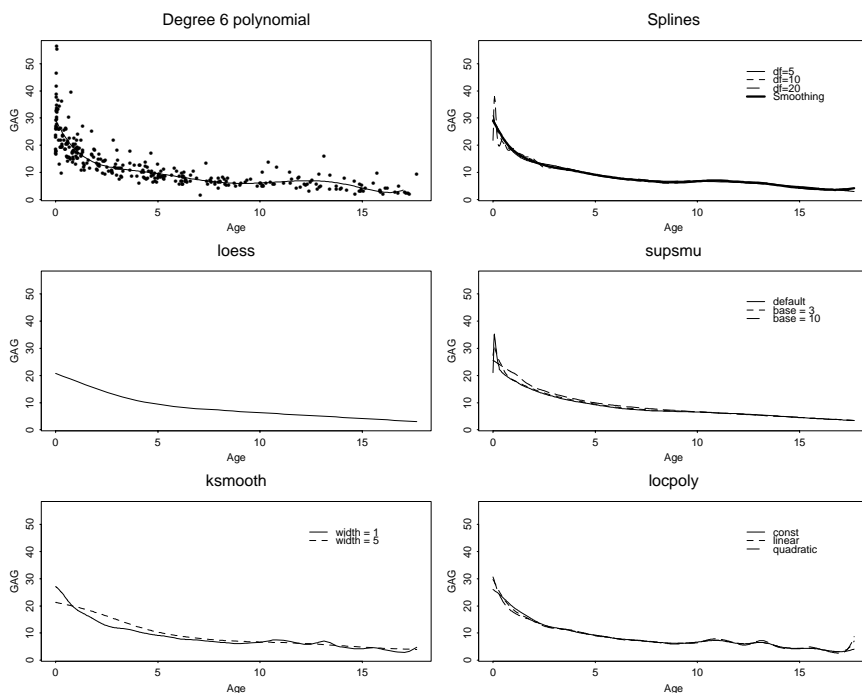 Degree 6 polynomial
GAG
0 10 20 30 40 50
0 5 10 15
Age
Splines
GAG
0 10 20 30 40 50
df=5
df=10
df=20
Smoothing
0 5 10 15
Age
loess
GAG
0 10 20 30 40 50
0 5 10 15
Age
supsmu
GAG
0 10 20 30 40 50
default
base = 3
base = 10
0 5 10 15
Age
ksmooth
GAG
0 10 20 30 40 50
width = 1
width = 5
0 5 10 15
Age
locpoly
GAG
0 10 20 30 40 50
const
linear
quadratic
0 5 10 15
Age